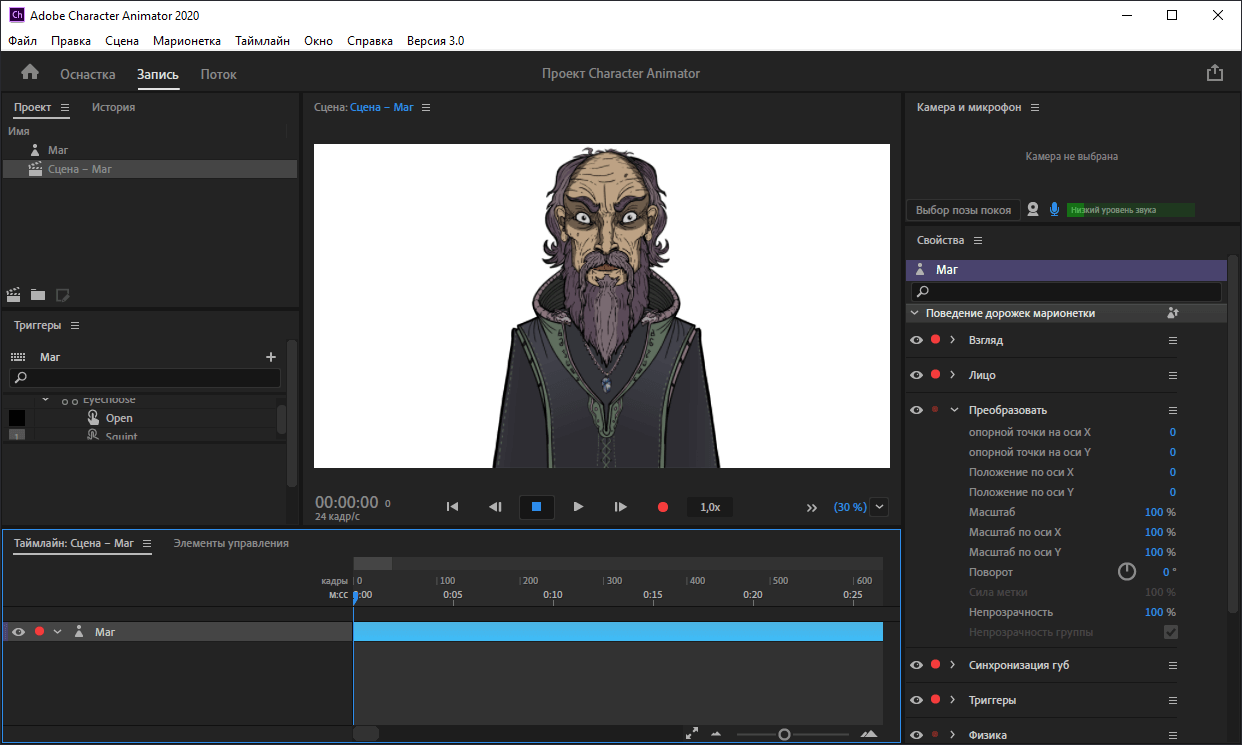 Ch Adobe Character Animator 2020
Файл Правка Сцена Марионетка Таймлайн Окно Справка Версия 3.0
Оснастка Запись Поток Проект Character Animator
Проект История
Имя
Маг
Сцена – Маг
Триггеры
Маг
Eyechoose
Open
1 Squint
Сцена: Сцена – Маг
00:00:00 0
24 кадр/с
1,0x
(30 %)
Камера и микрофон
Камера не выбрана
Выбор позы покоя Низкий уровень звука
Свойства
Маг
Поведение дорожек марионетки
Взгляд
Лицо
Преобразовать
опорной точки на оси X 0
опорной точки на оси Y 0
Положение по оси X 0
Положение по оси Y 0
Масштаб 100 %
Масштаб по оси X 100 %
Масштаб по оси Y 100 %
Поворот 0 °
Сила метки 100 %
Непрозрачность 100 %
Непрозрачность группы
Синхронизация губ
Триггеры
Физика
Таймлайн: Сцена – Маг Элементы управления
кадры 0 100 200 300 400 500 600
м:сс 0:00 0:05 0:10 0:15 0:20 0:25
Маг